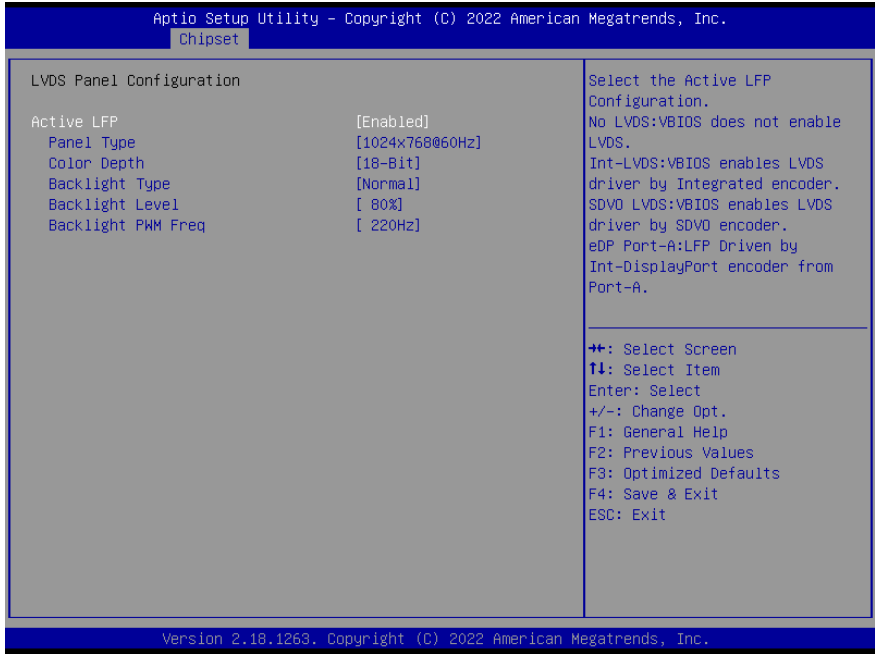 Aptio Setup Utility – Copyright (C) 2022 American Megatrends, Inc.
Chipset
LVDS Panel Configuration
Active LFP [Enabled]
Panel Type [1024x768@60Hz]
Color Depth [18-Bit]
Backlight Type [Normal]
Backlight Level [ 80%]
Backlight PWM Freq [ 220Hz]
Select the Active LFP
Configuration.
No LVDS:VBIOS does not enable
LVDS.
Int-LVDS:VBIOS enables LVDS
driver by Integrated encoder.
SDVO LVDS:VBIOS enables LVDS
driver by SDVO encoder.
eDP Port-A:LFP Driven by
Int-DisplayPort encoder from
Port-A.
→←: Select Screen
↑↓: Select Item
Enter: Select
+/-: Change Opt.
F1: General Help
F2: Previous Values
F3: Optimized Defaults
F4: Save & Exit
ESC: Exit
Version 2.18.1263. Copyright (C) 2022 American Megatrends, Inc.